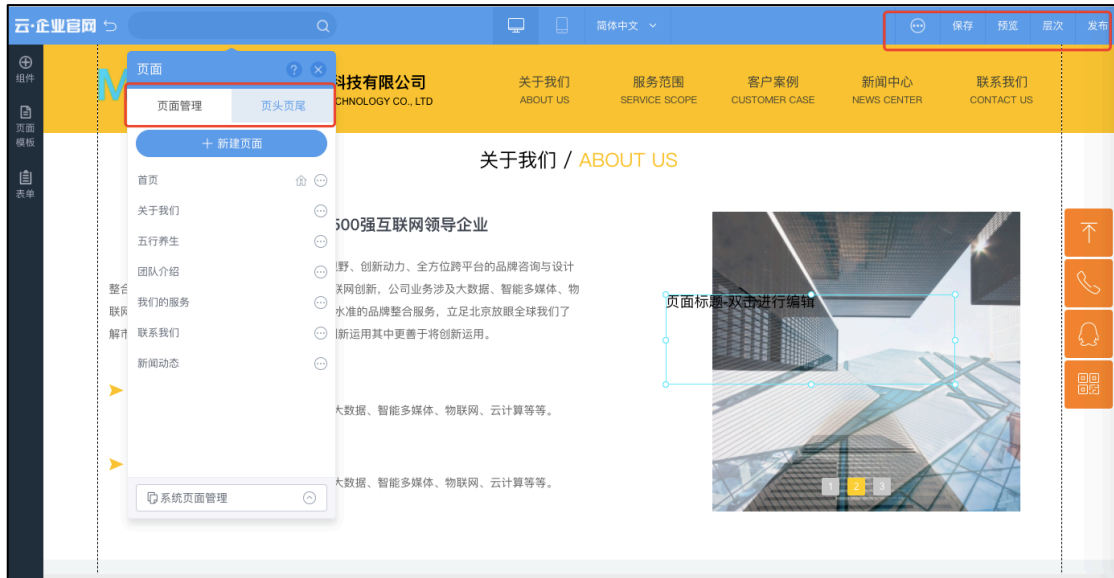 云·企业官网
简体中文
保存 预览 层次 发布
组件
页面
模板
表单
页面
页面管理 页头页尾
+ 新建页面
首页
关于我们
五行养生
团队介绍
我们的服务
联系我们
新闻动态
系统页面管理
M
科技有限公司
CHNOLOGY CO., LTD
关于我们 服务范围 客户案例 新闻中心 联系我们
ABOUT US SERVICE SCOPE CUSTOMER CASE NEWS CENTER CONTACT US
关于我们 / ABOUT US
500强互联网领导企业
野、创新动力、全方位跨平台的品牌咨询与设计
整合
联网创新，公司业务涉及大数据、智能多媒体、物
联网
水准的品牌整合服务，立足北京放眼全球我们了
解市
创新运用其中更善于将创新运用。
大数据、智能多媒体、物联网、云计算等等。
大数据、智能多媒体、物联网、云计算等等。
页面标题-双击进行编辑
1 2 3